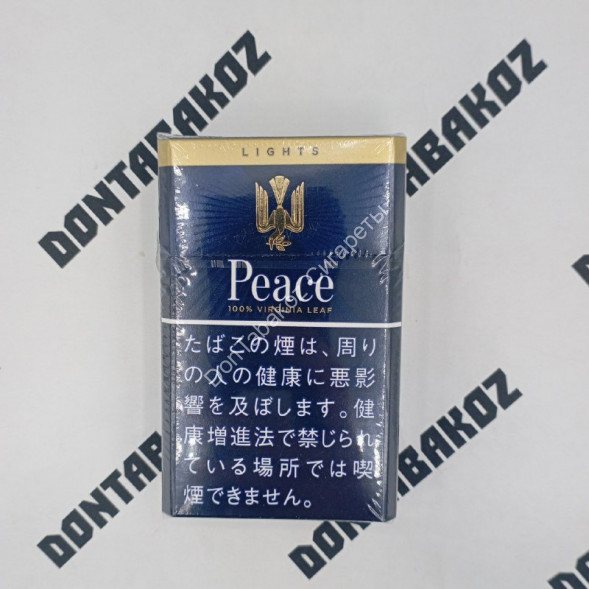 DONTABAKOZ
DONTABAKOZ
LIGHTS
Peace
100% VIRGINIA LEAF
DonTabakoz Сигареты
たばこの煙は、周り
の人の健康に悪影
響を及ぼします。健
康増進法で禁じられ
ている場所では喫
煙できません。
DONTABAKOZ
DONTABAKOZ